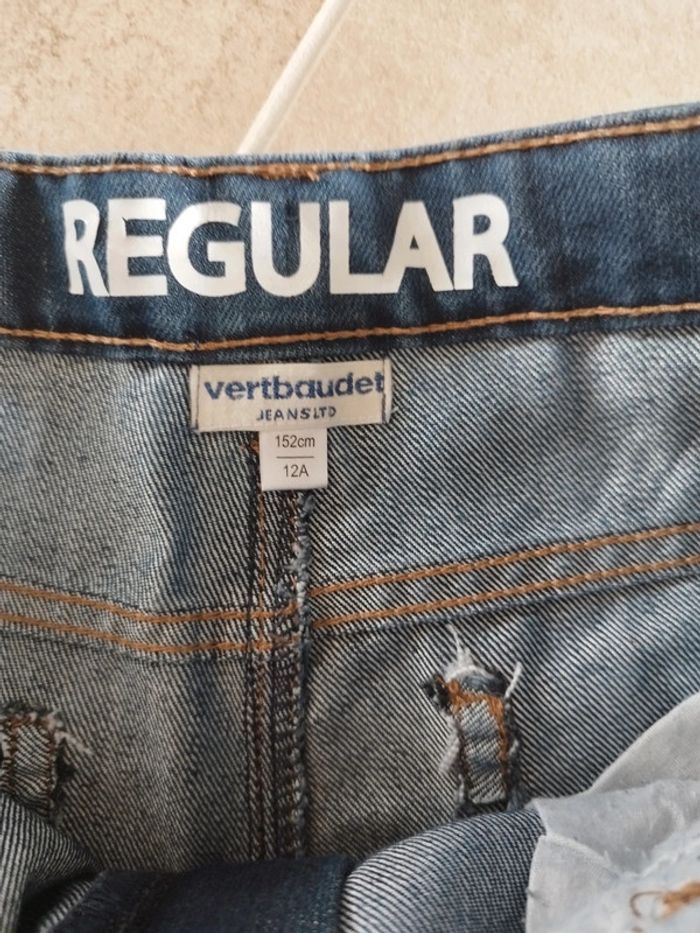 REGULAR
vertbaudet
JEANS LTD
152cm
12A